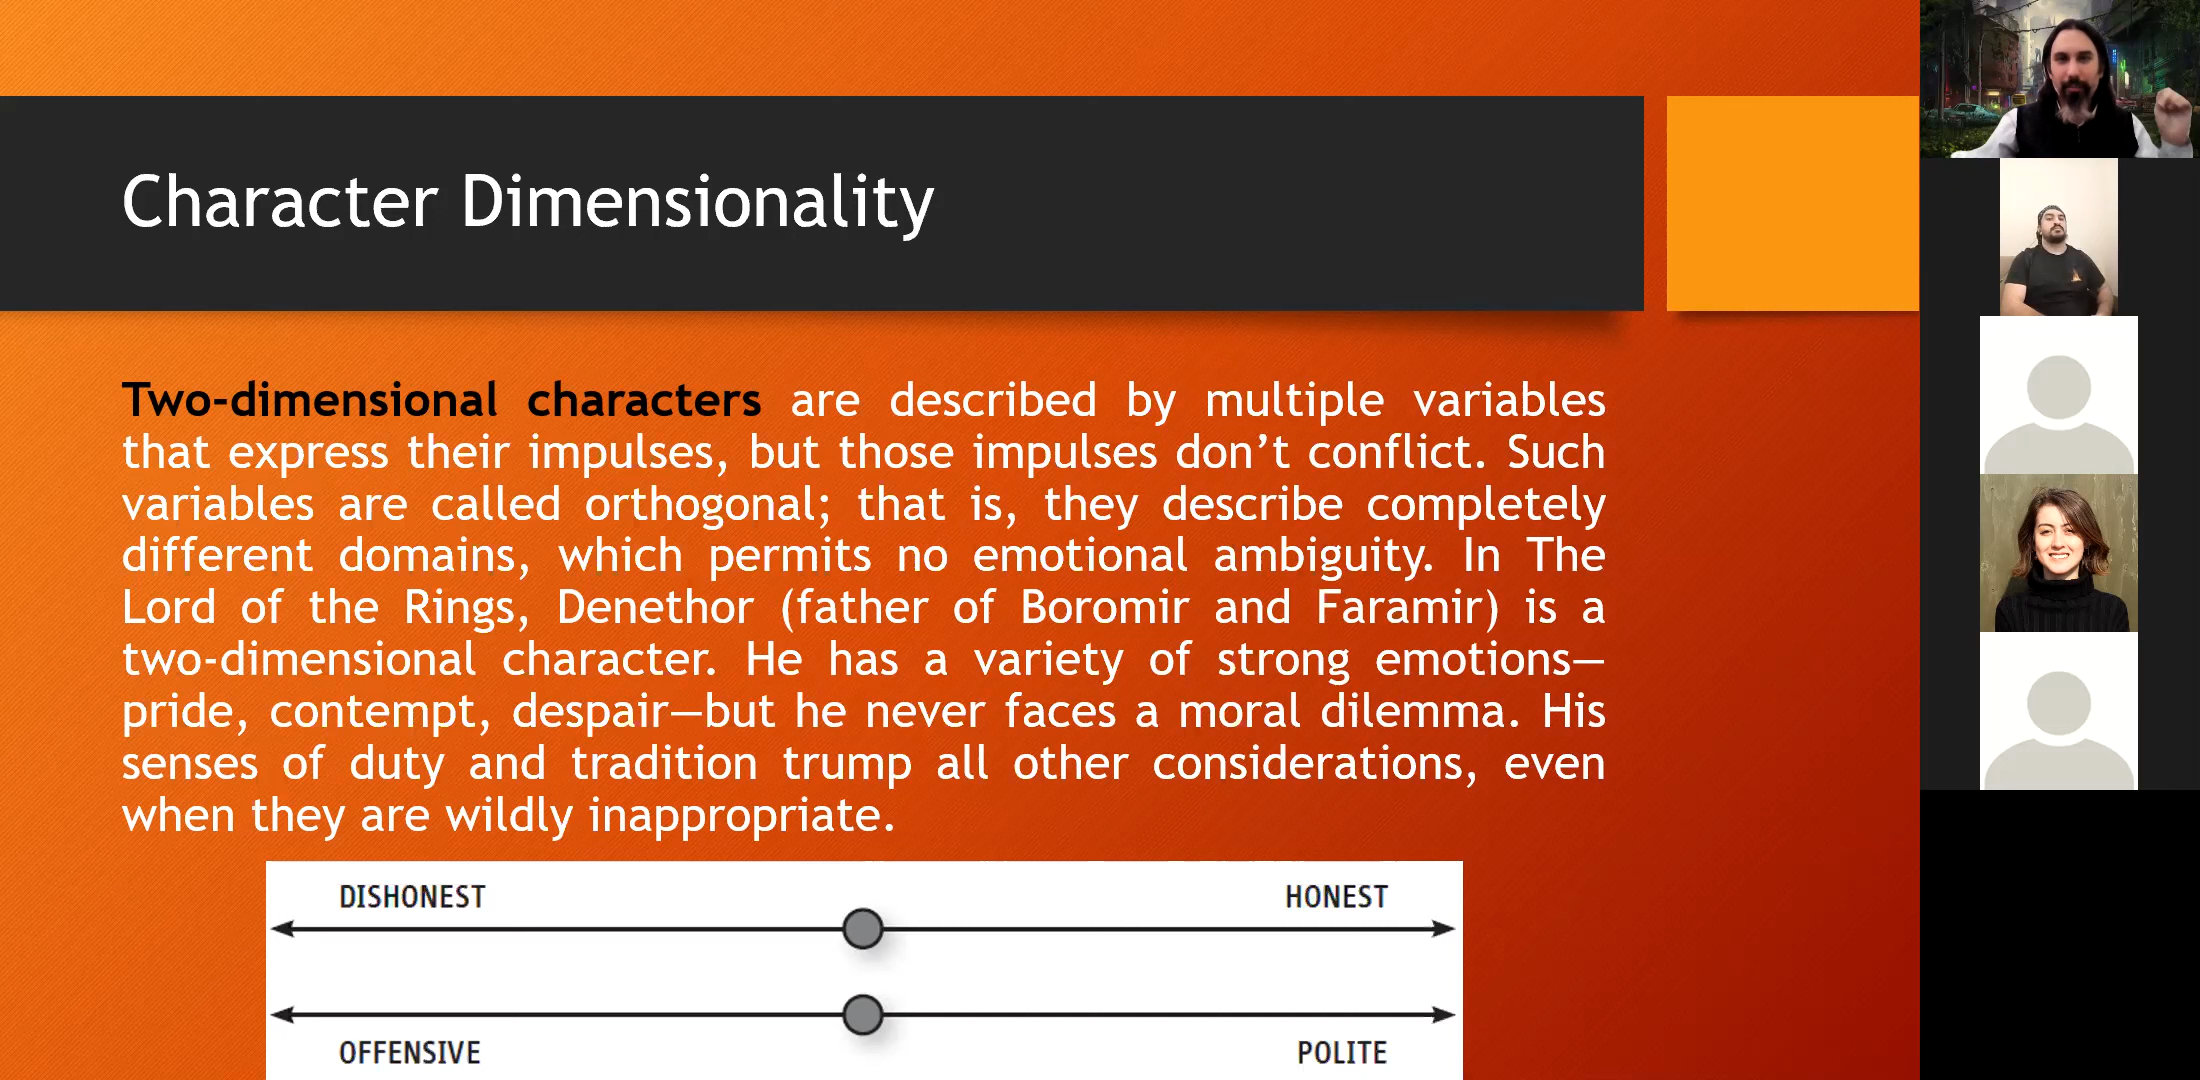 Character Dimensionality
Two-dimensional characters are described by multiple variables
that express their impulses, but those impulses don’t conflict. Such
variables are called orthogonal; that is, they describe completely
different domains, which permits no emotional ambiguity. In The
Lord of the Rings, Denethor (father of Boromir and Faramir) is a
two-dimensional character. He has a variety of strong emotions—
pride, contempt, despair—but he never faces a moral dilemma. His
senses of duty and tradition trump all other considerations, even
when they are wildly inappropriate.
DISHONEST HONEST
OFFENSIVE POLITE